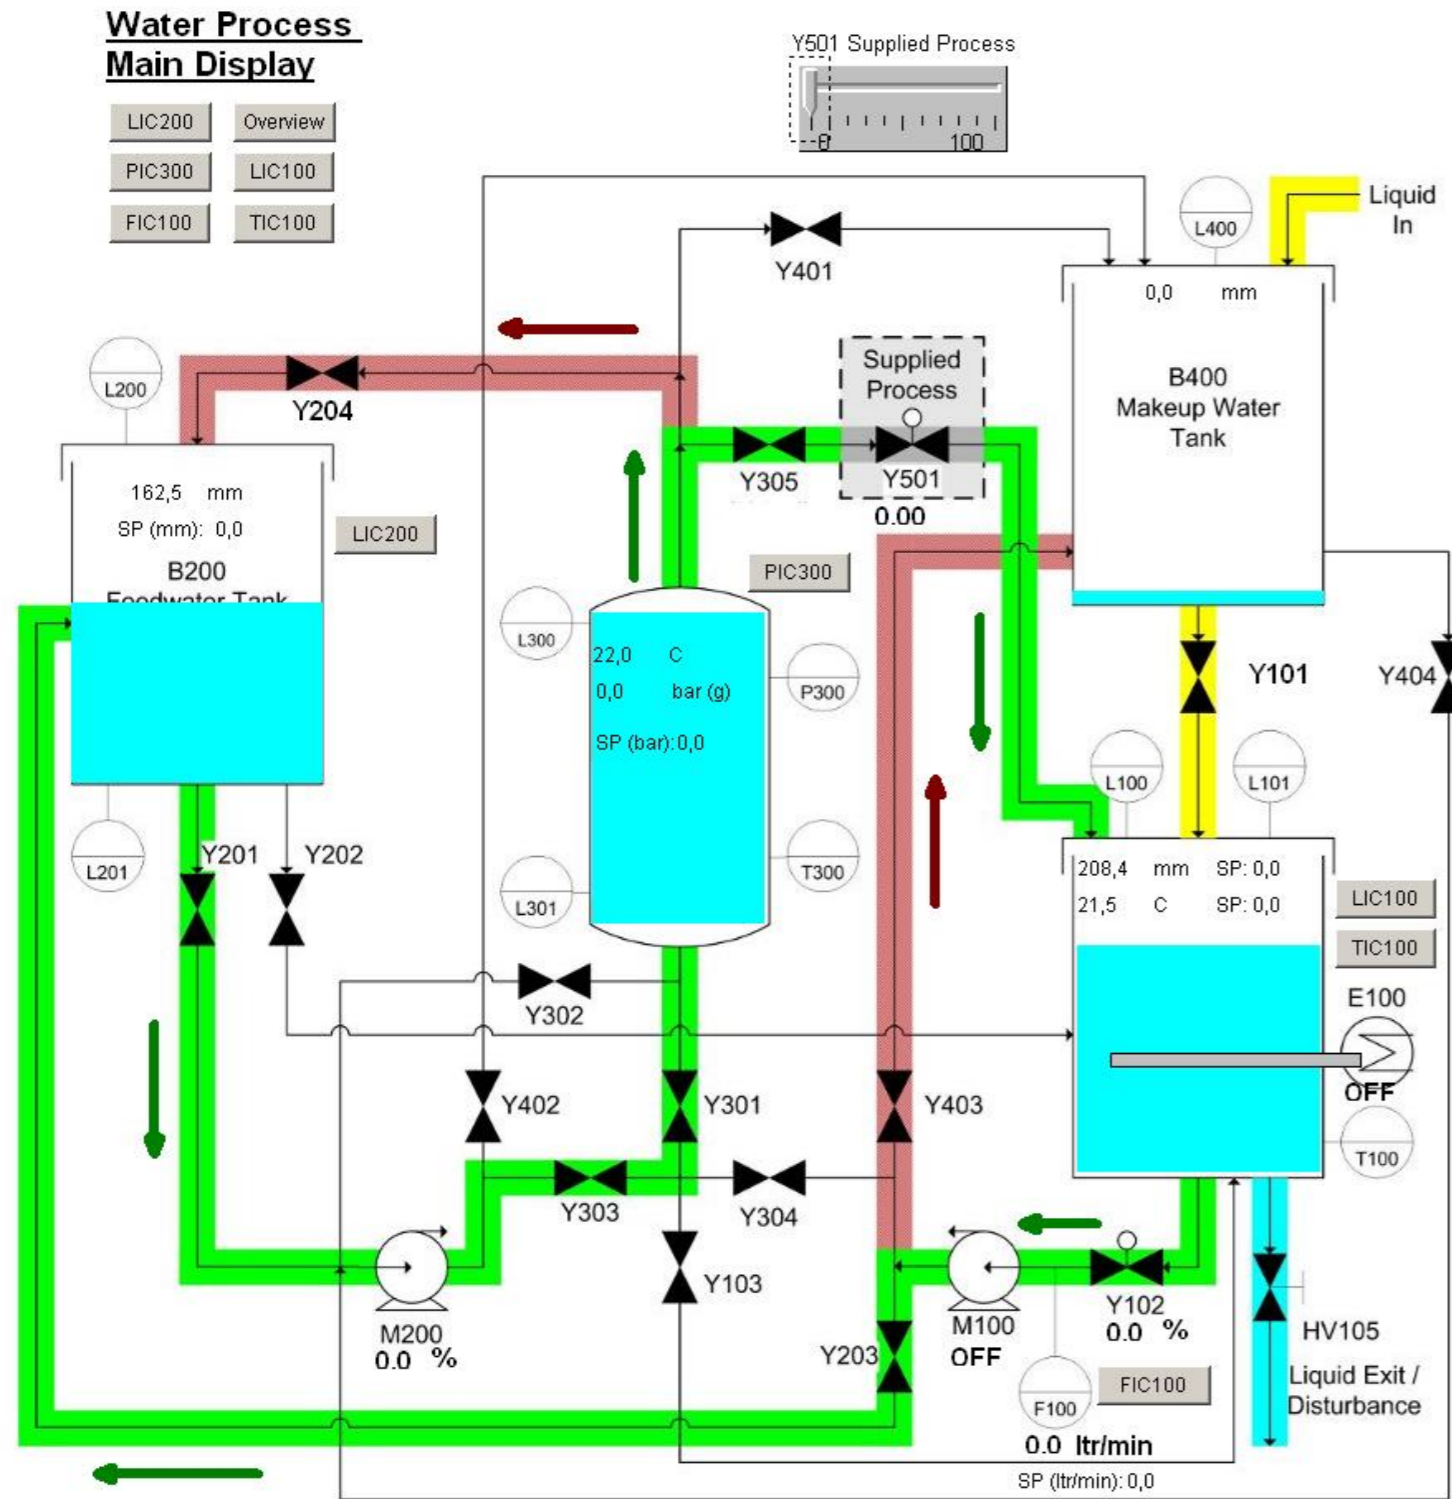 Water Process
Main Display
LIC200
Overview
PIC300
LIC100
FIC100
TIC100
Y501 Supplied Process
0
100
L400
Liquid
In
Y401
0,0 mm
B400
Makeup Water
Tank
L200
Y204
Supplied
Process
Y305
Y501
0.00
162,5 mm
SP (mm): 0,0
LIC200
B200
Feedwater Tank
PIC300
L300
22,0 C
0,0 bar (g)
SP (bar): 0,0
P300
Y101
Y404
L100
L101
Y201
Y202
L201
T300
L301
208,4 mm SP: 0,0
21,5 C SP: 0,0
LIC100
TIC100
E100
OFF
Y302
Y402
Y301
Y403
T100
Y303
Y304
Y103
M200
0.0 %
Y203
M100
OFF
Y102
0.0 %
HV105
Liquid Exit /
Disturbance
F100
FIC100
0.0 ltr/min
SP (ltr/min): 0,0